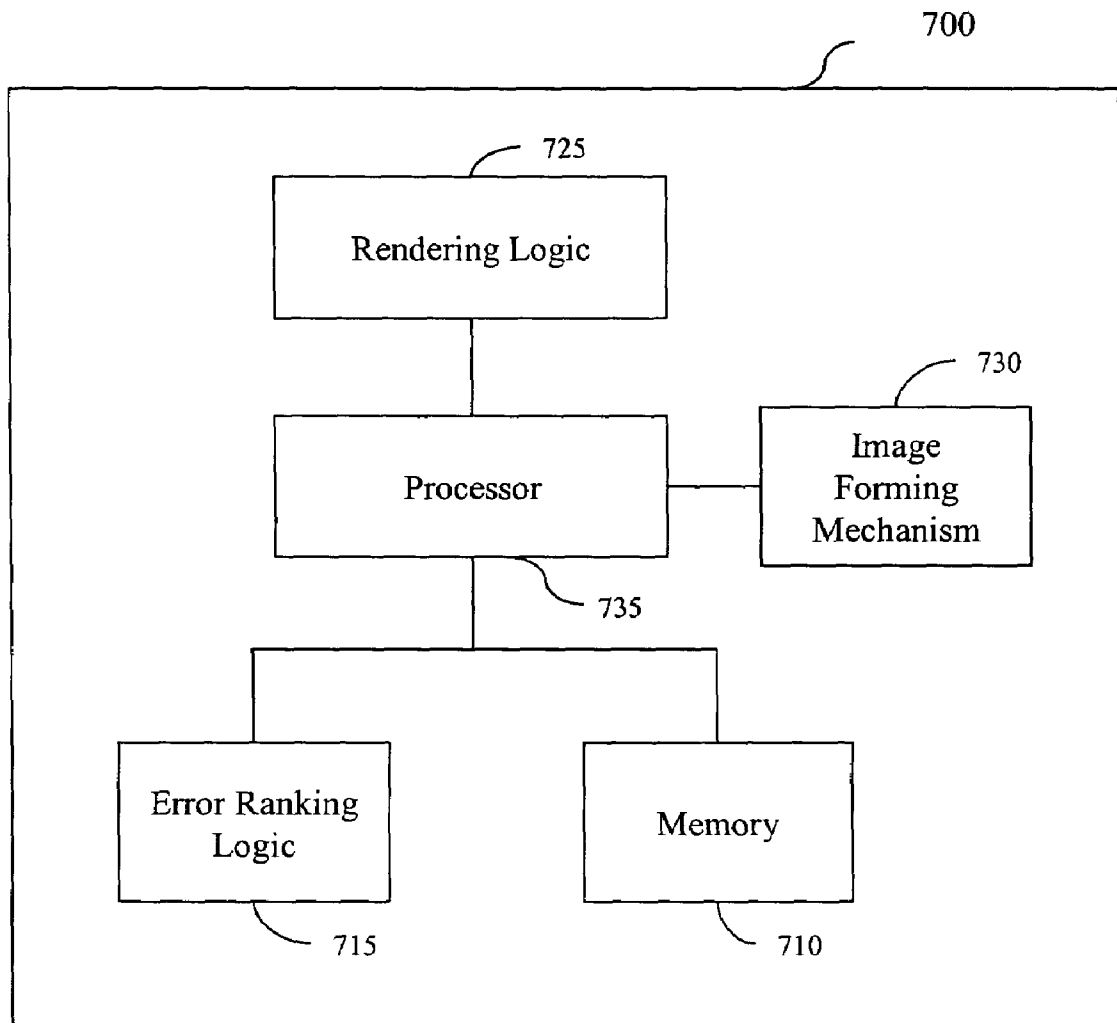 700
725
Rendering Logic
730
Image
Forming
Mechanism
Processor
735
Error Ranking
Logic
Memory
715
710